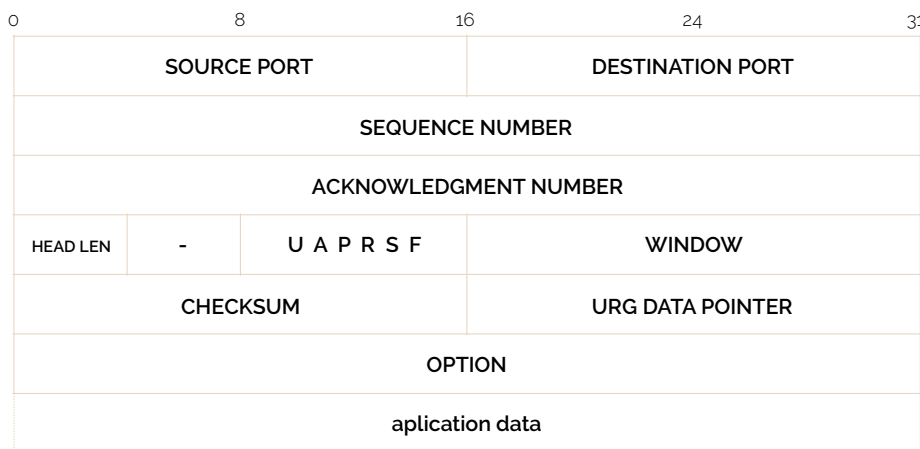 0 8 16 24 31
SOURCE PORT DESTINATION PORT
SEQUENCE NUMBER
ACKNOWLEDGMENT NUMBER
HEAD LEN - U A P R S F WINDOW
CHECKSUM URG DATA POINTER
OPTION
aplication data